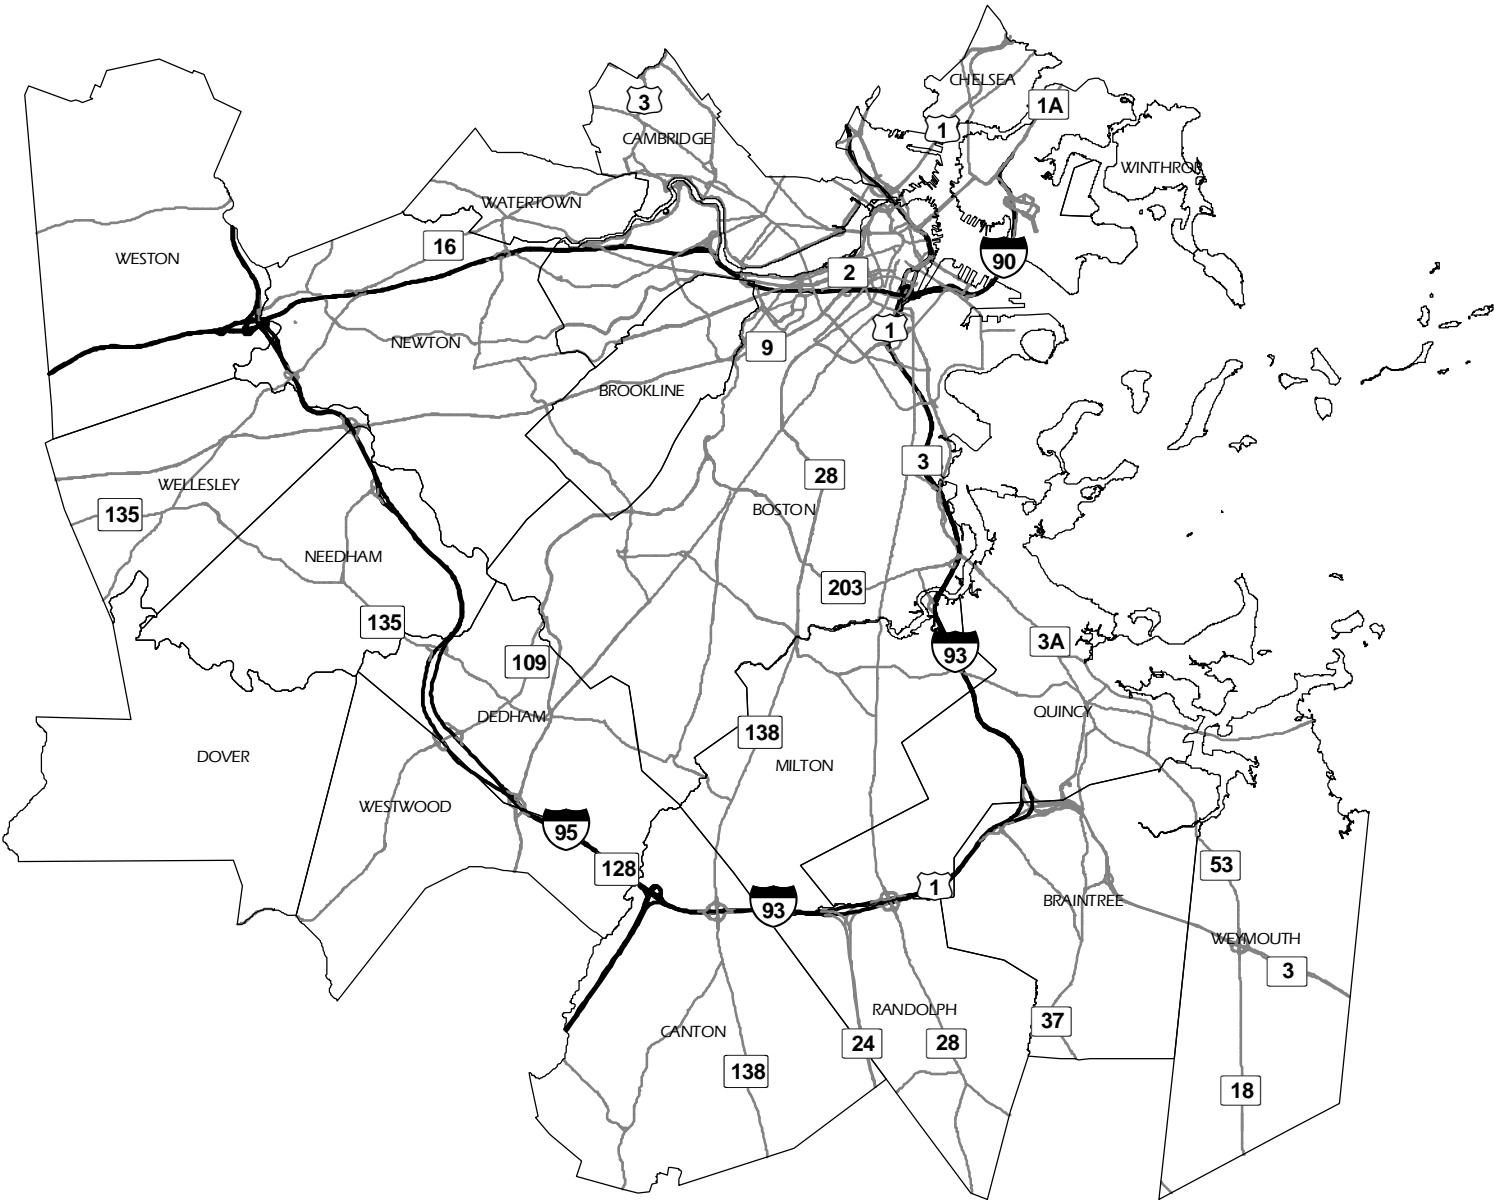 CHELSEA
3
1A
1
CAMBRIDGE
WINTHROP
WATERTOWN
16
WESTON
90
2
1
NEWTON
9
BROOKLINE
3
28
WELLESLEY
BOSTON
135
NEEDHAM
203
135
3A
93
109
QUINCY
DEDHAM
138
DOVER
MILTON
WESTWOOD
95
53
128
1
93
BRAINTREE
WEYMOUTH
3
RANDOLPH
37
CANTON
24
28
138
18